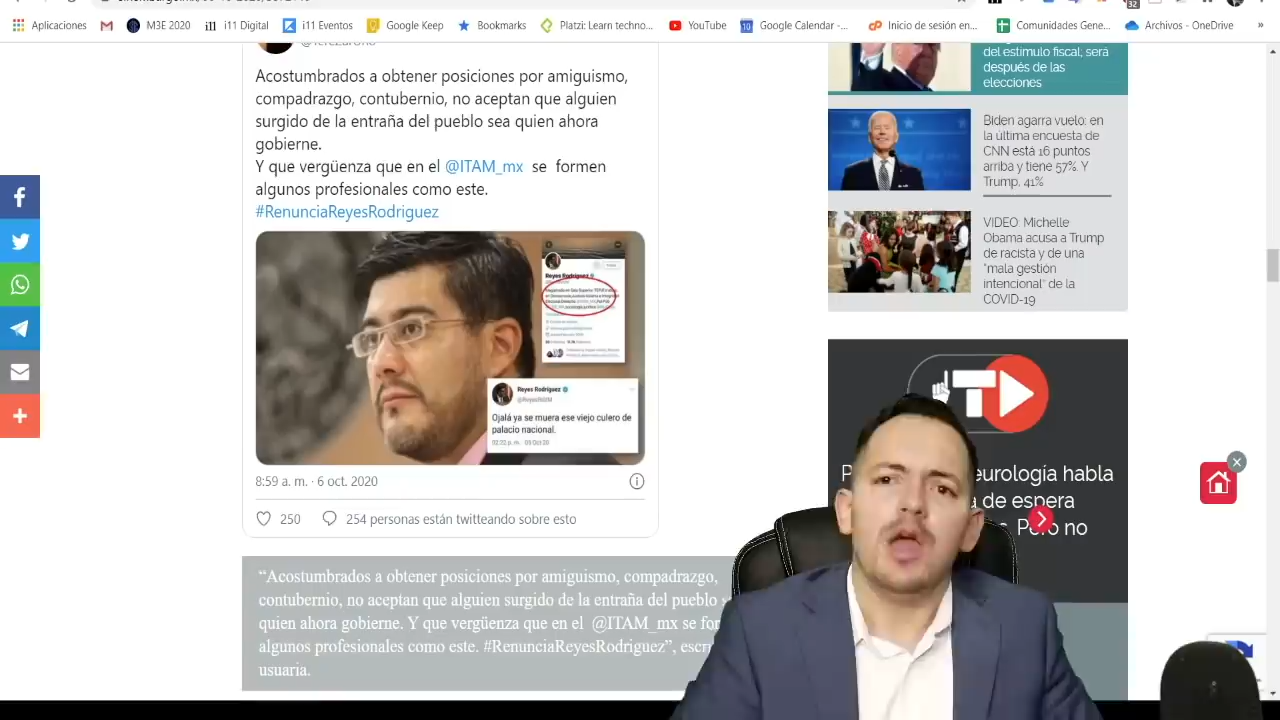 Aplicaciones
M3E 2020
i11 Digital
i11 Eventos
Google Keep
Bookmarks
Platzi: Learn techno...
YouTube
Google Calendar -...
Inicio de sesión en...
Comunidades Gene...
Archivos - OneDrive
»
32
Acostumbrados a obtener posiciones por amiguismo,
compadrazgo, contubernio, no aceptan que alguien
surgido de la entraña del pueblo sea quien ahora
gobierne.
Y que vergüenza que en el @ITAM_mx se formen
algunos profesionales como este.
#RenunciaReyesRodriguez
Reyes Rodríguez
Reyes Rodríguez
Ojalá ya se muera ese viejo culero de
palacio nacional.
8:59 a. m. · 6 oct. 2020
250
254 personas están twitteando sobre esto
“Acostumbrados a obtener posiciones por amiguismo, compadrazgo,
contubernio, no aceptan que alguien surgido de la entraña del pueblo
quien ahora gobierne. Y que vergüenza que en el @ITAM_mx se for
algunos profesionales como este. #RenunciaReyesRodriguez”, escr
usuaria.
del estímulo fiscal; será
después de las
elecciones
Biden agarra vuelo: en
la última encuesta de
CNN está 16 puntos
arriba y tiene 57%. Y
Trump, 41%
VIDEO: Michelle
Obama acusa a Trump
de racista y de una
“mala gestión
intencional” de la
COVID-19
T
P eurología habla
a de espera
no